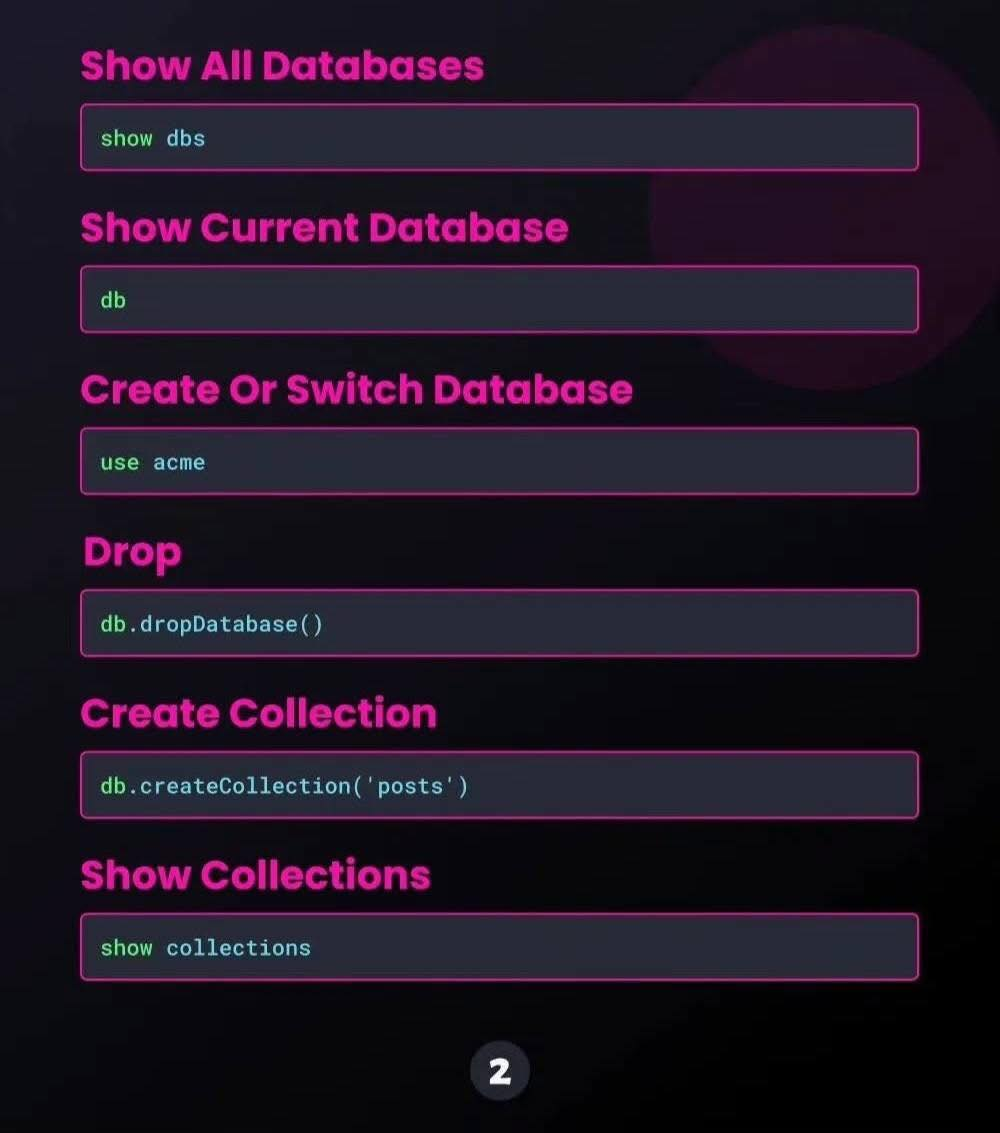 Show All Databases
show dbs
Show Current Database
db
Create Or Switch Database
use acme
Drop
db.dropDatabase()
Create Collection
db.createCollection('posts')
Show Collections
show collections
2